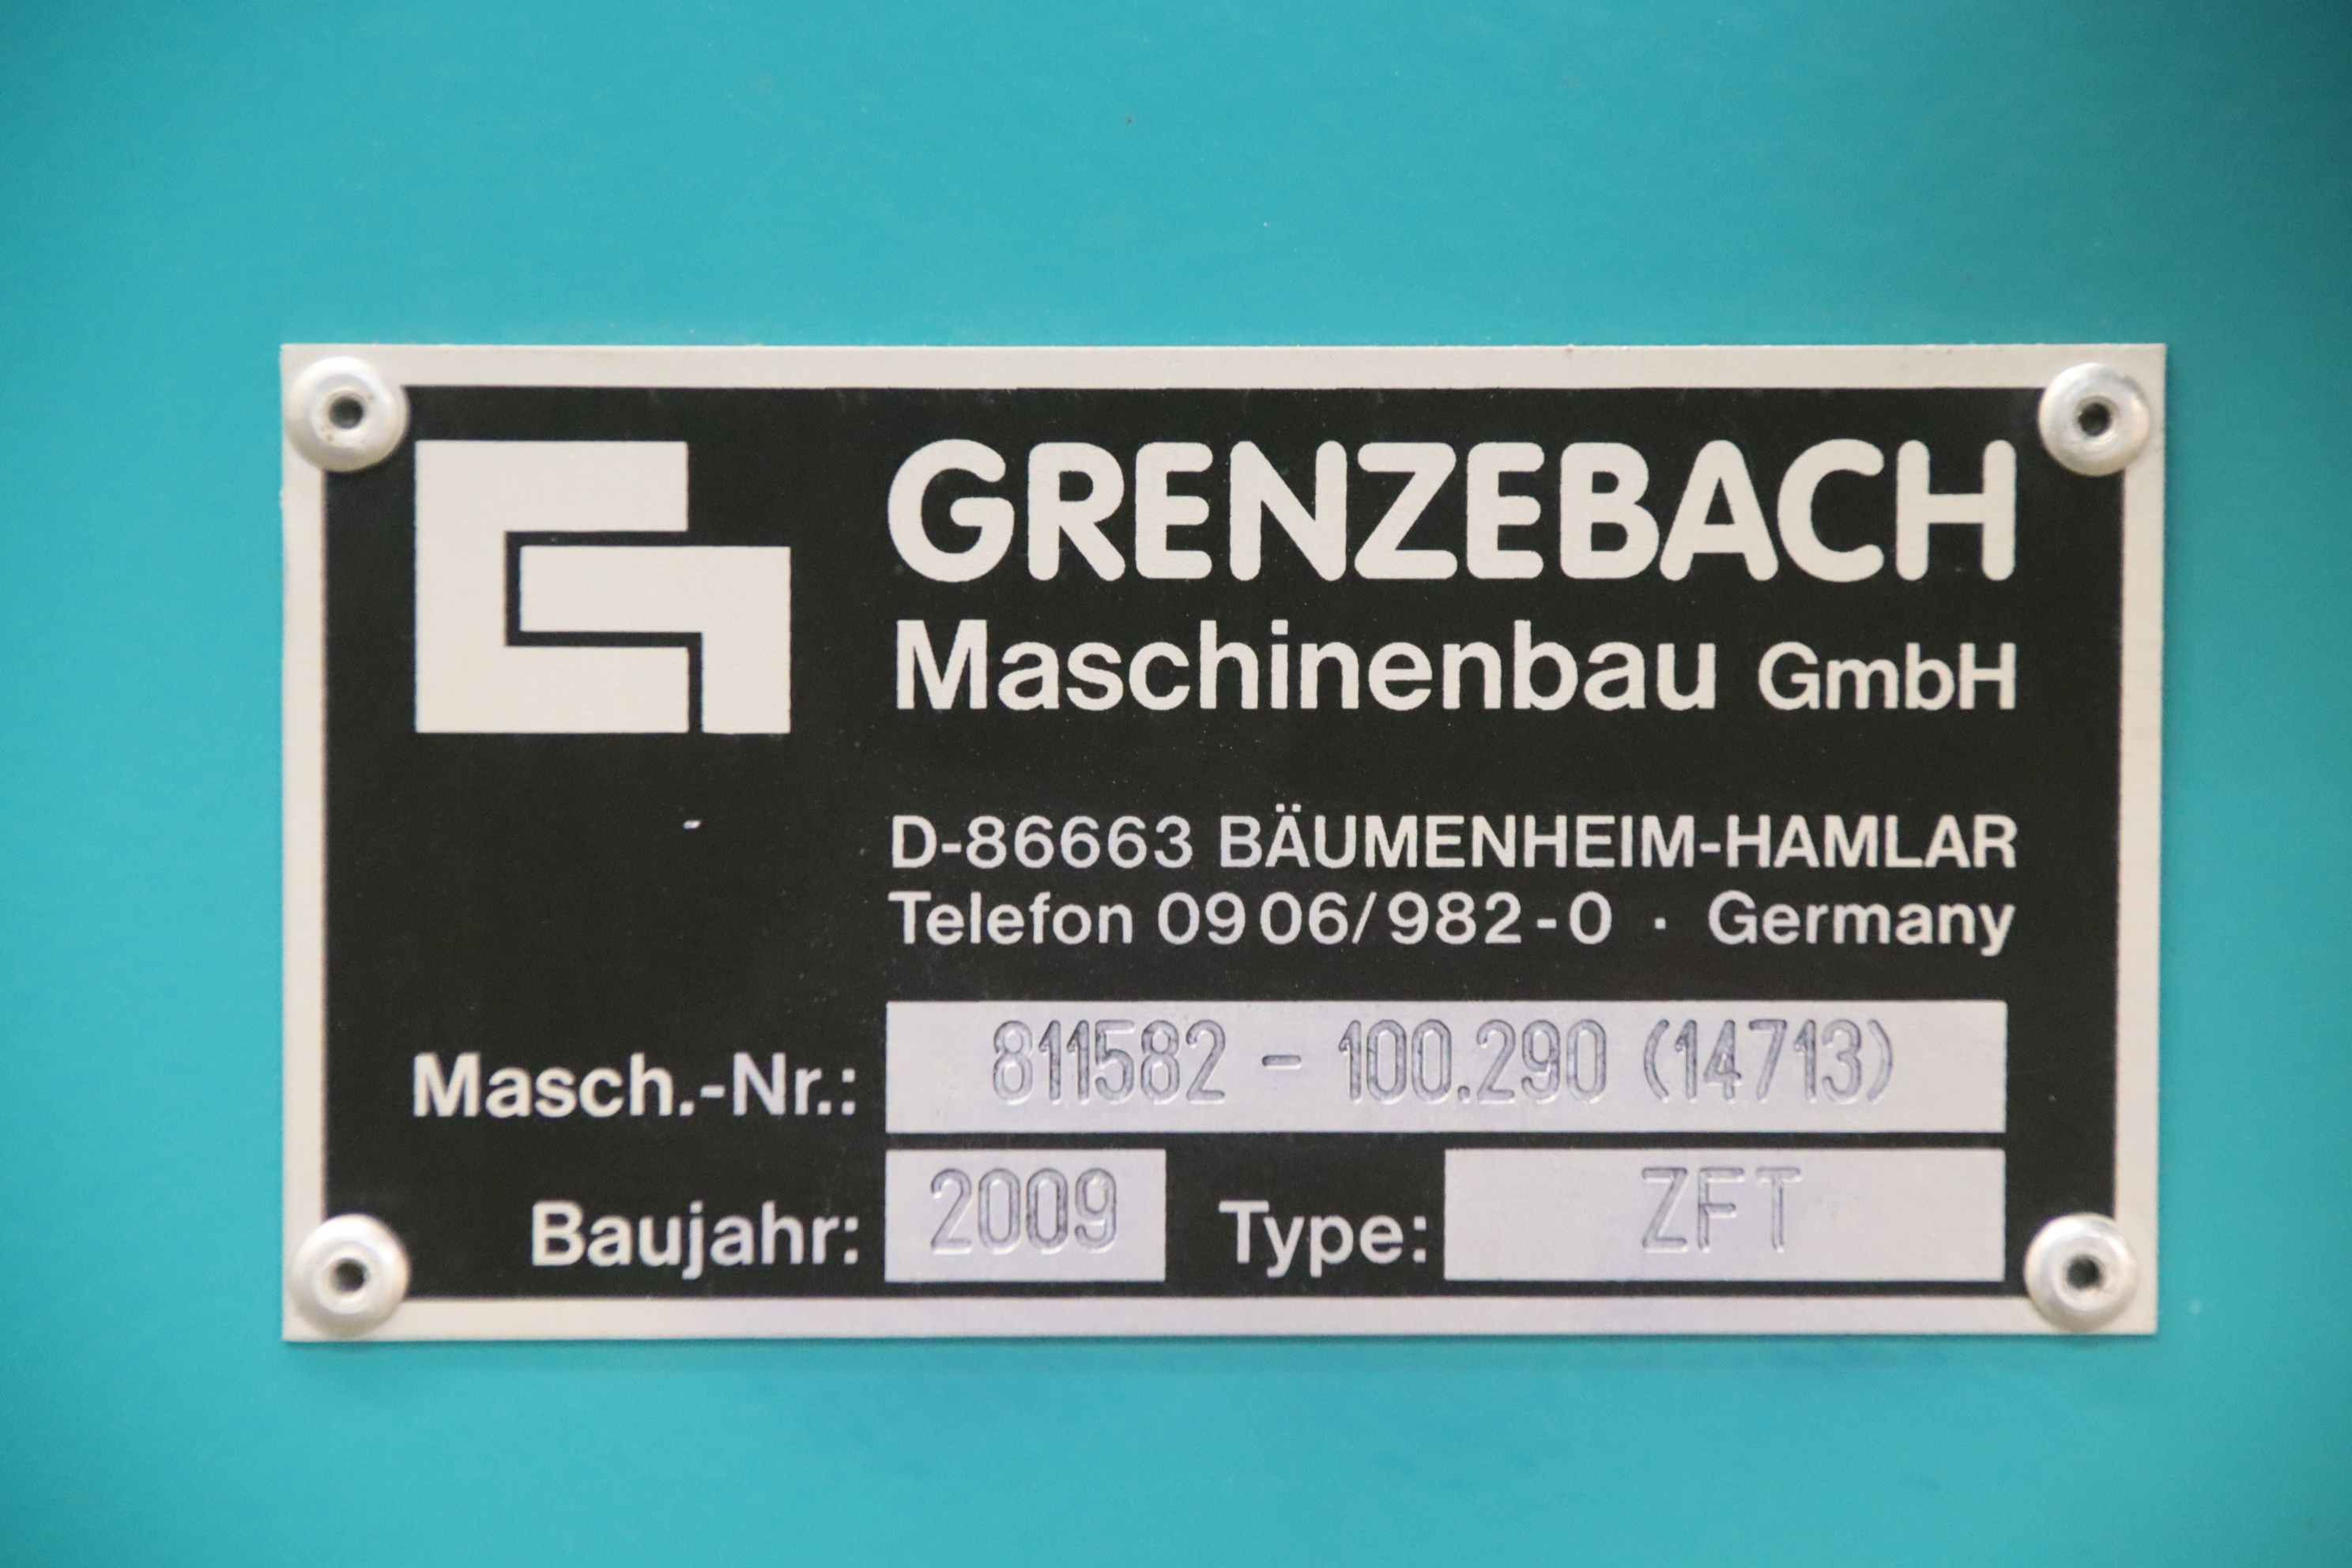 GRENZEBACH
Maschinenbau GmbH
D-86663 BÄUMENHEIM-HAMLAR
Telefon 0906/982-0 · Germany
Masch.-Nr.: 811582 - 100.290 (14713)
Baujahr: 2009 Type: ZFT